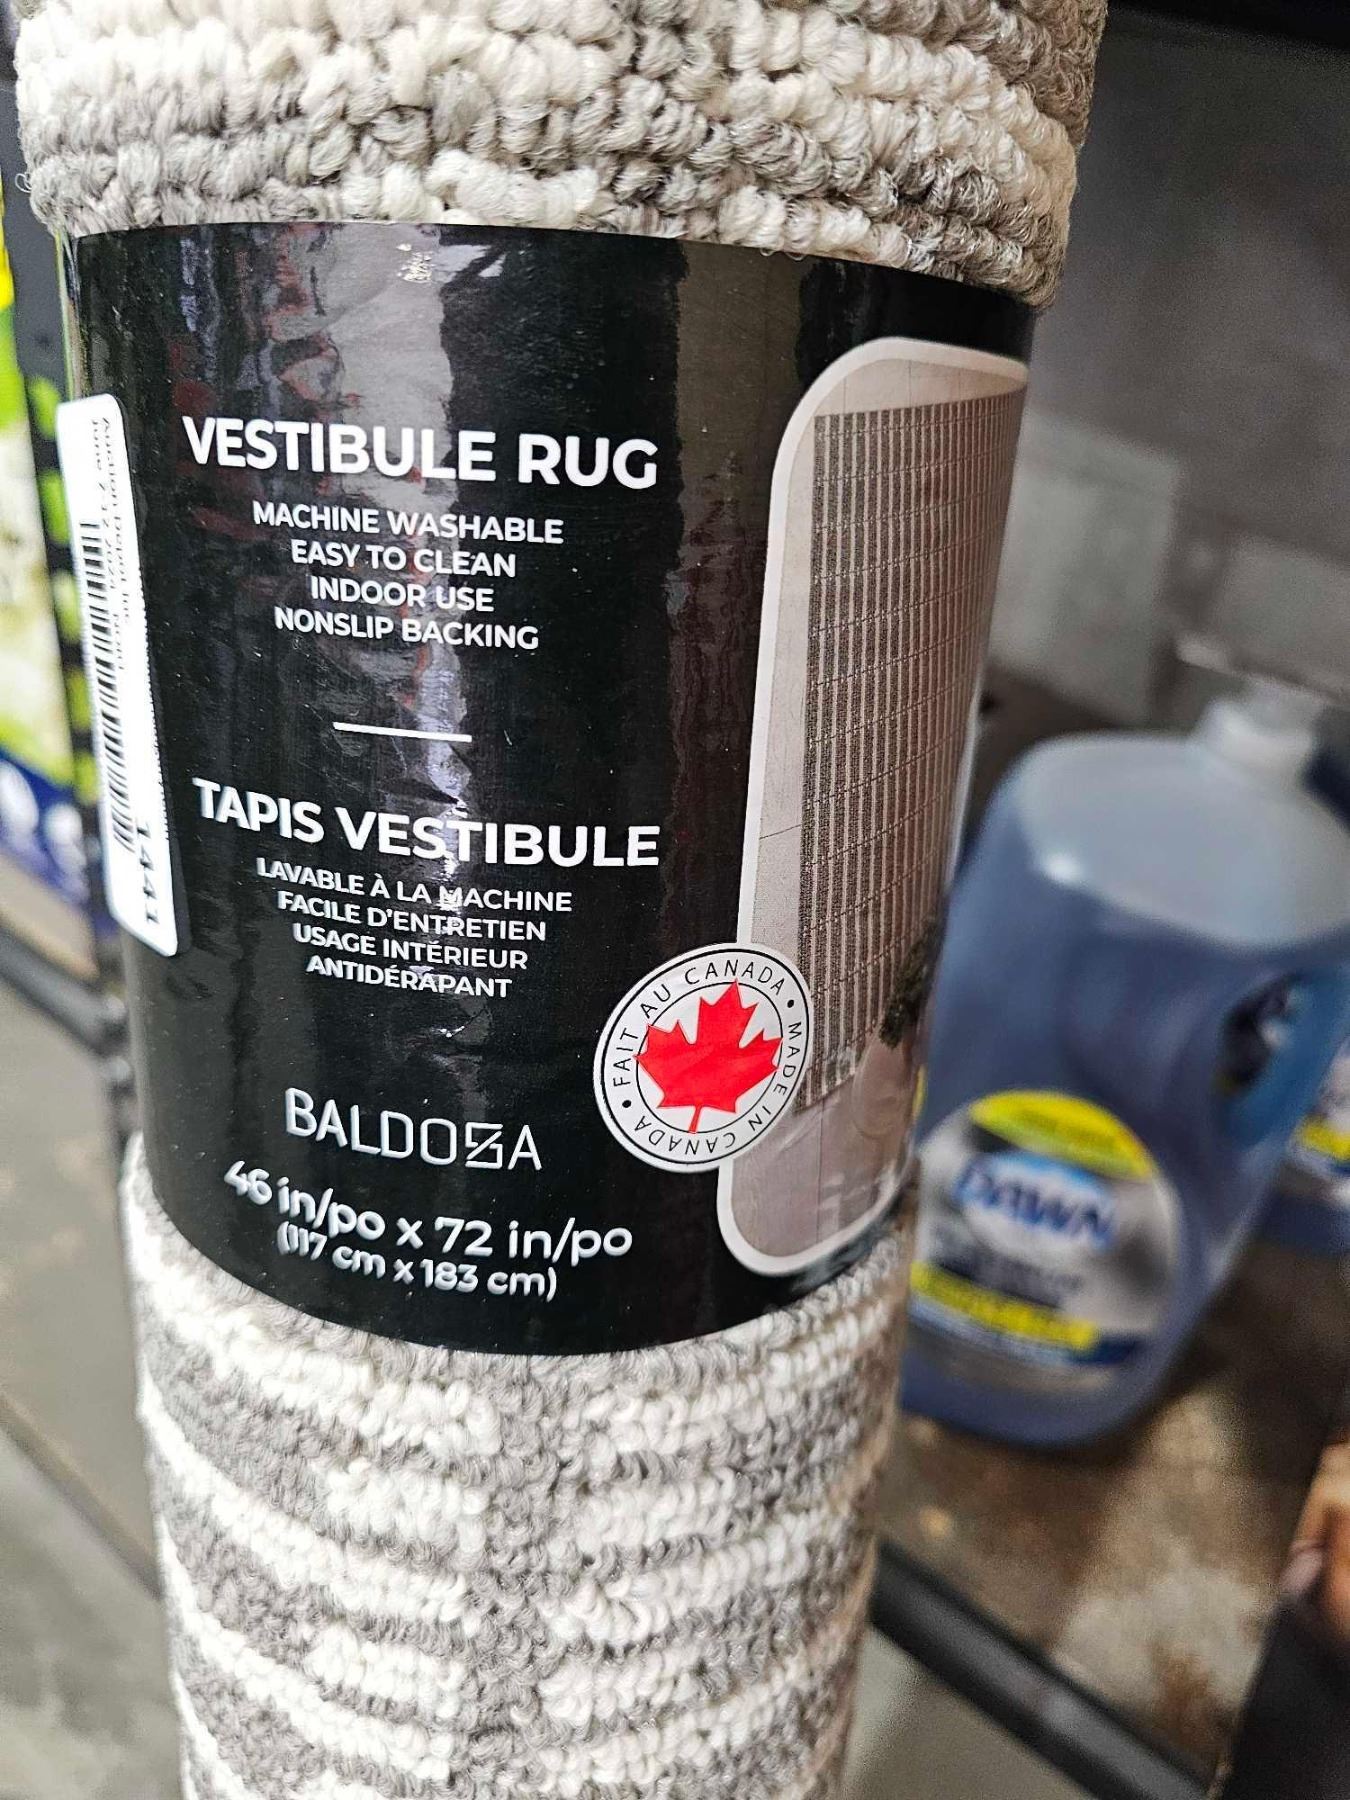 VESTIBULE RUG
MACHINE WASHABLE
EASY TO CLEAN
INDOOR USE
NONSLIP BACKING
TAPIS VESTIBULE
LAVABLE À LA MACHINE
FACILE D'ENTRETIEN
USAGE INTÉRIEUR
ANTIDÉRAPANT
FAIT AU CANADA • MADE IN CANADA •
BALDOSA
46 in/po x 72 in/po
(117 cm x 183 cm)
1441
DAWN